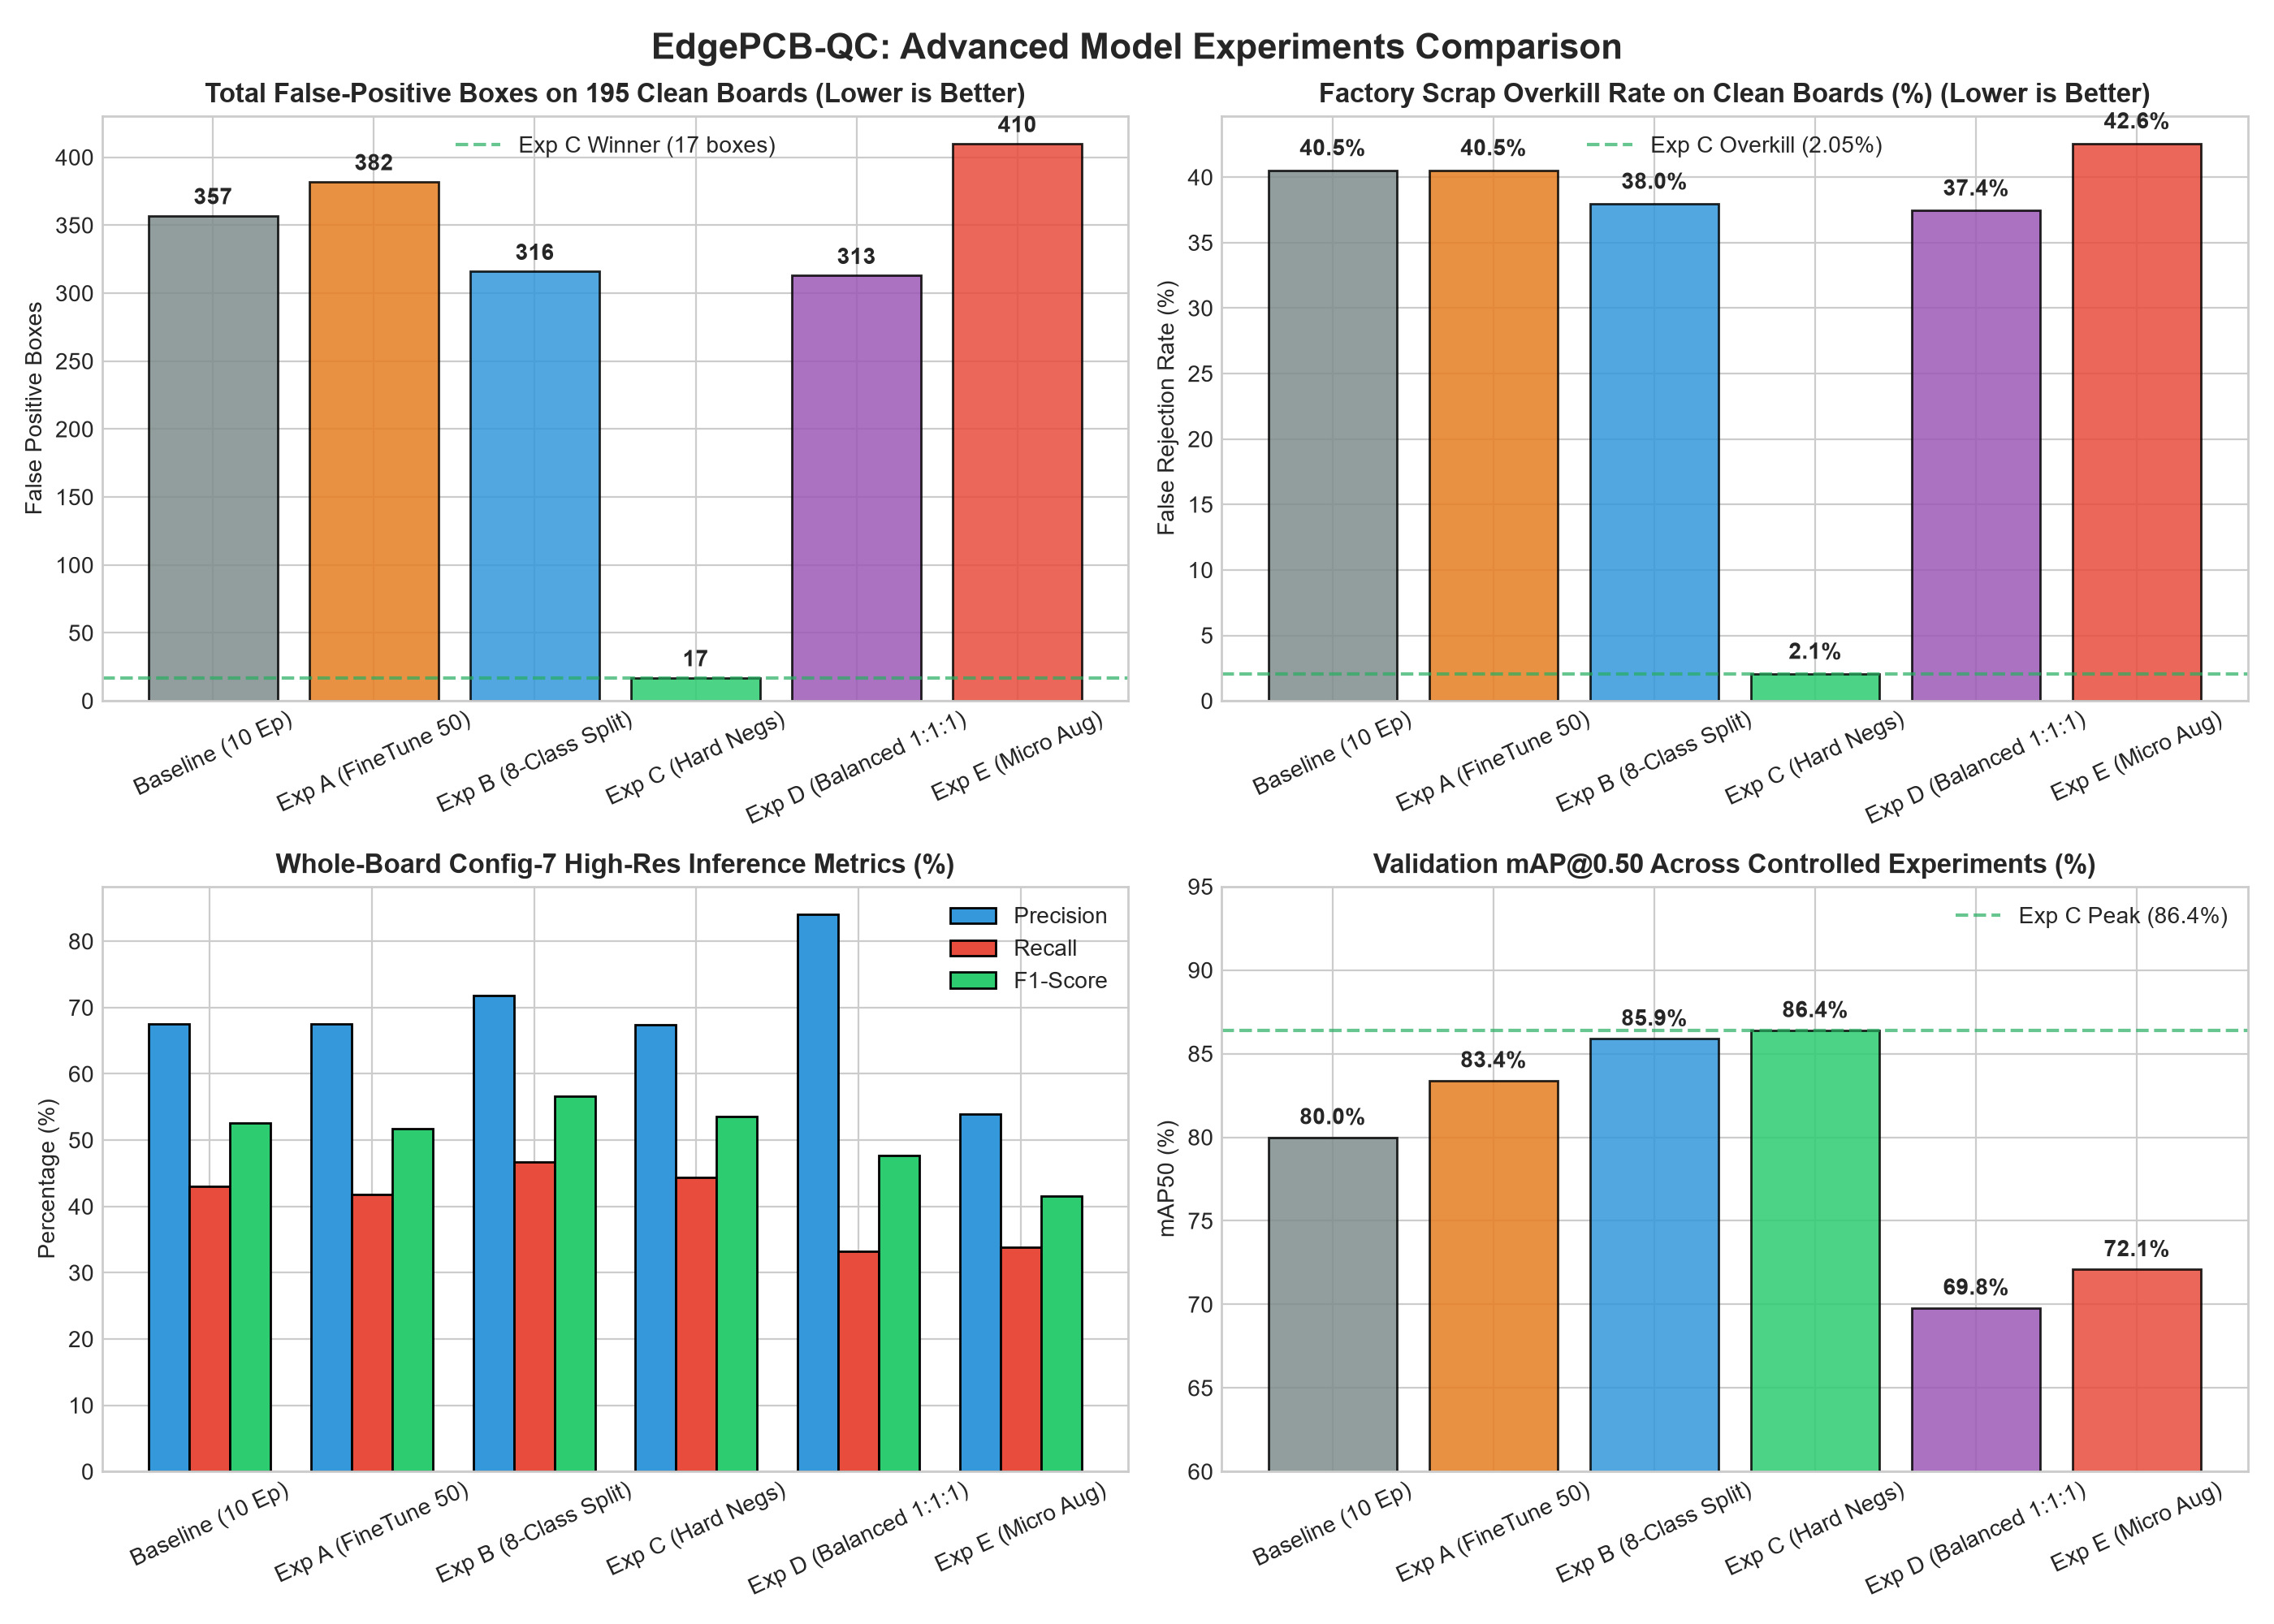 EdgePCB-QC: Advanced Model Experiments Comparison
Total False-Positive Boxes on 195 Clean Boards (Lower is Better)
False Positive Boxes
400
350
300
250
200
150
100
50
0
Exp C Winner (17 boxes)
357
382
316
17
313
410
Baseline (10 Ep)
Exp A (FineTune 50)
Exp B (8-Class Split)
Exp C (Hard Negs)
Exp D (Balanced 1:1:1)
Exp E (Micro Aug)
Factory Scrap Overkill Rate on Clean Boards (%) (Lower is Better)
False Rejection Rate (%)
40
35
30
25
20
15
10
5
0
Exp C Overkill (2.05%)
40.5%
40.5%
38.0%
2.1%
37.4%
42.6%
Baseline (10 Ep)
Exp A (FineTune 50)
Exp B (8-Class Split)
Exp C (Hard Negs)
Exp D (Balanced 1:1:1)
Exp E (Micro Aug)
Whole-Board Config-7 High-Res Inference Metrics (%)
Percentage (%)
80
70
60
50
40
30
20
10
0
Precision
Recall
F1-Score
Baseline (10 Ep)
Exp A (FineTune 50)
Exp B (8-Class Split)
Exp C (Hard Negs)
Exp D (Balanced 1:1:1)
Exp E (Micro Aug)
Validation mAP@0.50 Across Controlled Experiments (%)
mAP50 (%)
95
90
85
80
75
70
65
60
Exp C Peak (86.4%)
80.0%
83.4%
85.9%
86.4%
69.8%
72.1%
Baseline (10 Ep)
Exp A (FineTune 50)
Exp B (8-Class Split)
Exp C (Hard Negs)
Exp D (Balanced 1:1:1)
Exp E (Micro Aug)